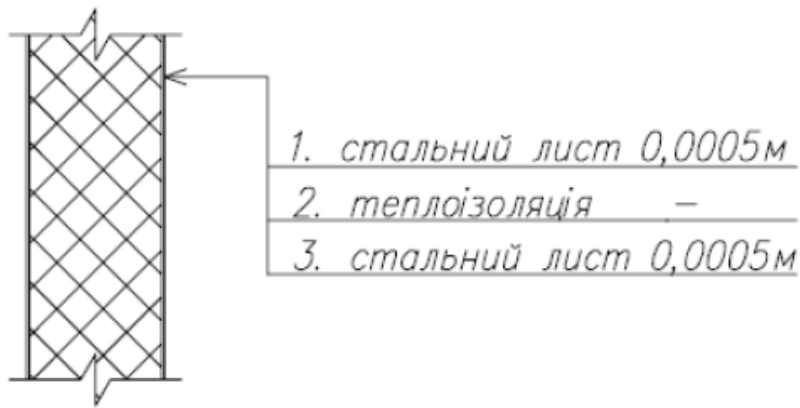 1. стальний лист 0,0005м
2. теплоізоляція –
3. стальний лист 0,0005м